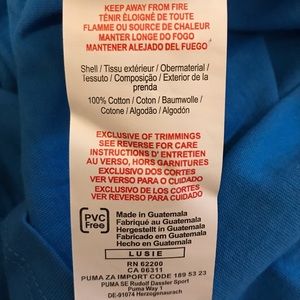 KEEP AWAY FROM FIRE
TÉNIR ÉLOIGNÉ DE TOUTE
FLAMME OU SOURCE DE CHALEUR
MANTER LONGE DO FOGO
MANTENER ALEJADO DEL FUEGO
Shell / Tissu extérieur / Obermaterial /
Tessuto / Composição / Exterior de la
prenda
100% Cotton / Coton / Baumwolle /
Cotone / Algodão / Algodón
EXCLUSIVE OF TRIMMINGS
SEE REVERSE FOR CARE
INSTRUCTIONS D' ENTRETIEN
AU VERSO, HORS GARNITURES
EXCLUSIVO DOS CORTES
VER VERSO PARA O CUIDADO
EXCLUSIVO DE LOS CORTES
VER VERSO PARA O CUIDADO
PVC
Free
Made in Guatemala
Fabriqué au Guatemala
Hergestellt in Guatemala
Fabricado em Guatemala
Hecho en Guatemala
LUSIE
RN 62200
CA 06311
PUMA ZA IMPORT CODE 189 53 23
PUMA SE Rudolf Dassler Sport
Puma Way 1
DE-91074 Herzogenaurach